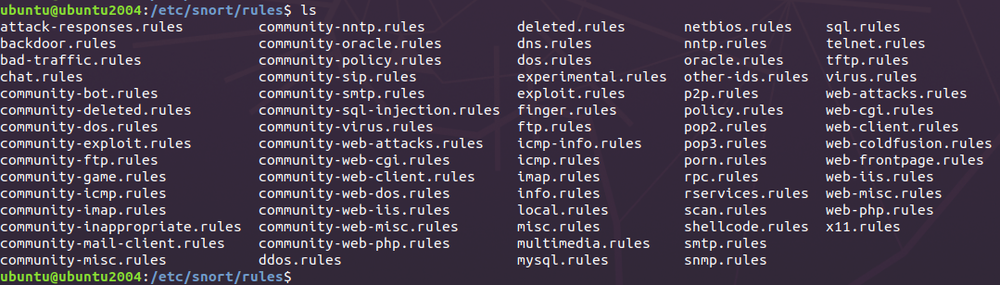 ubuntu@ubuntu2004:/etc/snort/rules$ ls
attack-responses.rules community-nntp.rules deleted.rules netbios.rules sql.rules
backdoor.rules community-oracle.rules dns.rules nntp.rules telnet.rules
bad-traffic.rules community-policy.rules dos.rules oracle.rules tftp.rules
chat.rules community-sip.rules experimental.rules other-ids.rules virus.rules
community-bot.rules community-smtp.rules exploit.rules p2p.rules web-attacks.rules
community-deleted.rules community-sql-injection.rules finger.rules policy.rules web-cgi.rules
community-dos.rules community-virus.rules ftp.rules pop2.rules web-client.rules
community-exploit.rules community-web-attacks.rules icmp-info.rules pop3.rules web-coldfusion.rules
community-ftp.rules community-web-cgi.rules icmp.rules porn.rules web-frontpage.rules
community-game.rules community-web-client.rules imap.rules rpc.rules web-iis.rules
community-icmp.rules community-web-dos.rules info.rules rservices.rules web-misc.rules
community-imap.rules community-web-iis.rules local.rules scan.rules web-php.rules
community-inappropriate.rules community-web-misc.rules misc.rules shellcode.rules x11.rules
community-mail-client.rules community-web-php.rules multimedia.rules smtp.rules
community-misc.rules ddos.rules mysql.rules snmp.rules
ubuntu@ubuntu2004:/etc/snort/rules$